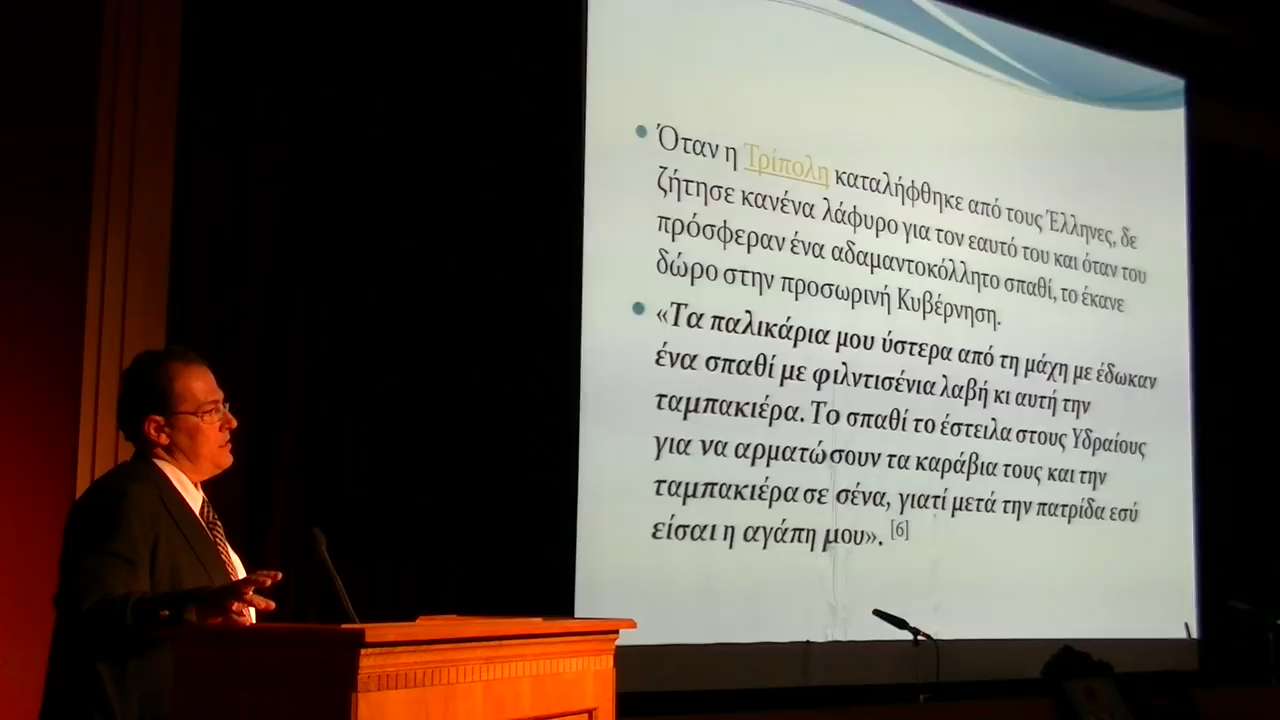 Όταν η Τρίπολη καταλήφθηκε από τους Έλληνες, δε
ζήτησε κανένα λάφυρο για τον εαυτό του και όταν του
πρόσφεραν ένα αδαμαντοκόλλητο σπαθί, το έκανε
δώρο στην προσωρινή Κυβέρνηση.
«Τα παλικάρια μου ύστερα από τη μάχη με έδωκαν
ένα σπαθί με φιλντισένια λαβή κι αυτή την
ταμπακιέρα. Το σπαθί το έστειλα στους Υδραίους
για να αρματώσουν τα καράβια τους και την
ταμπακιέρα σε σένα, γιατί μετά την πατρίδα εσύ
είσαι η αγάπη μου». [6]